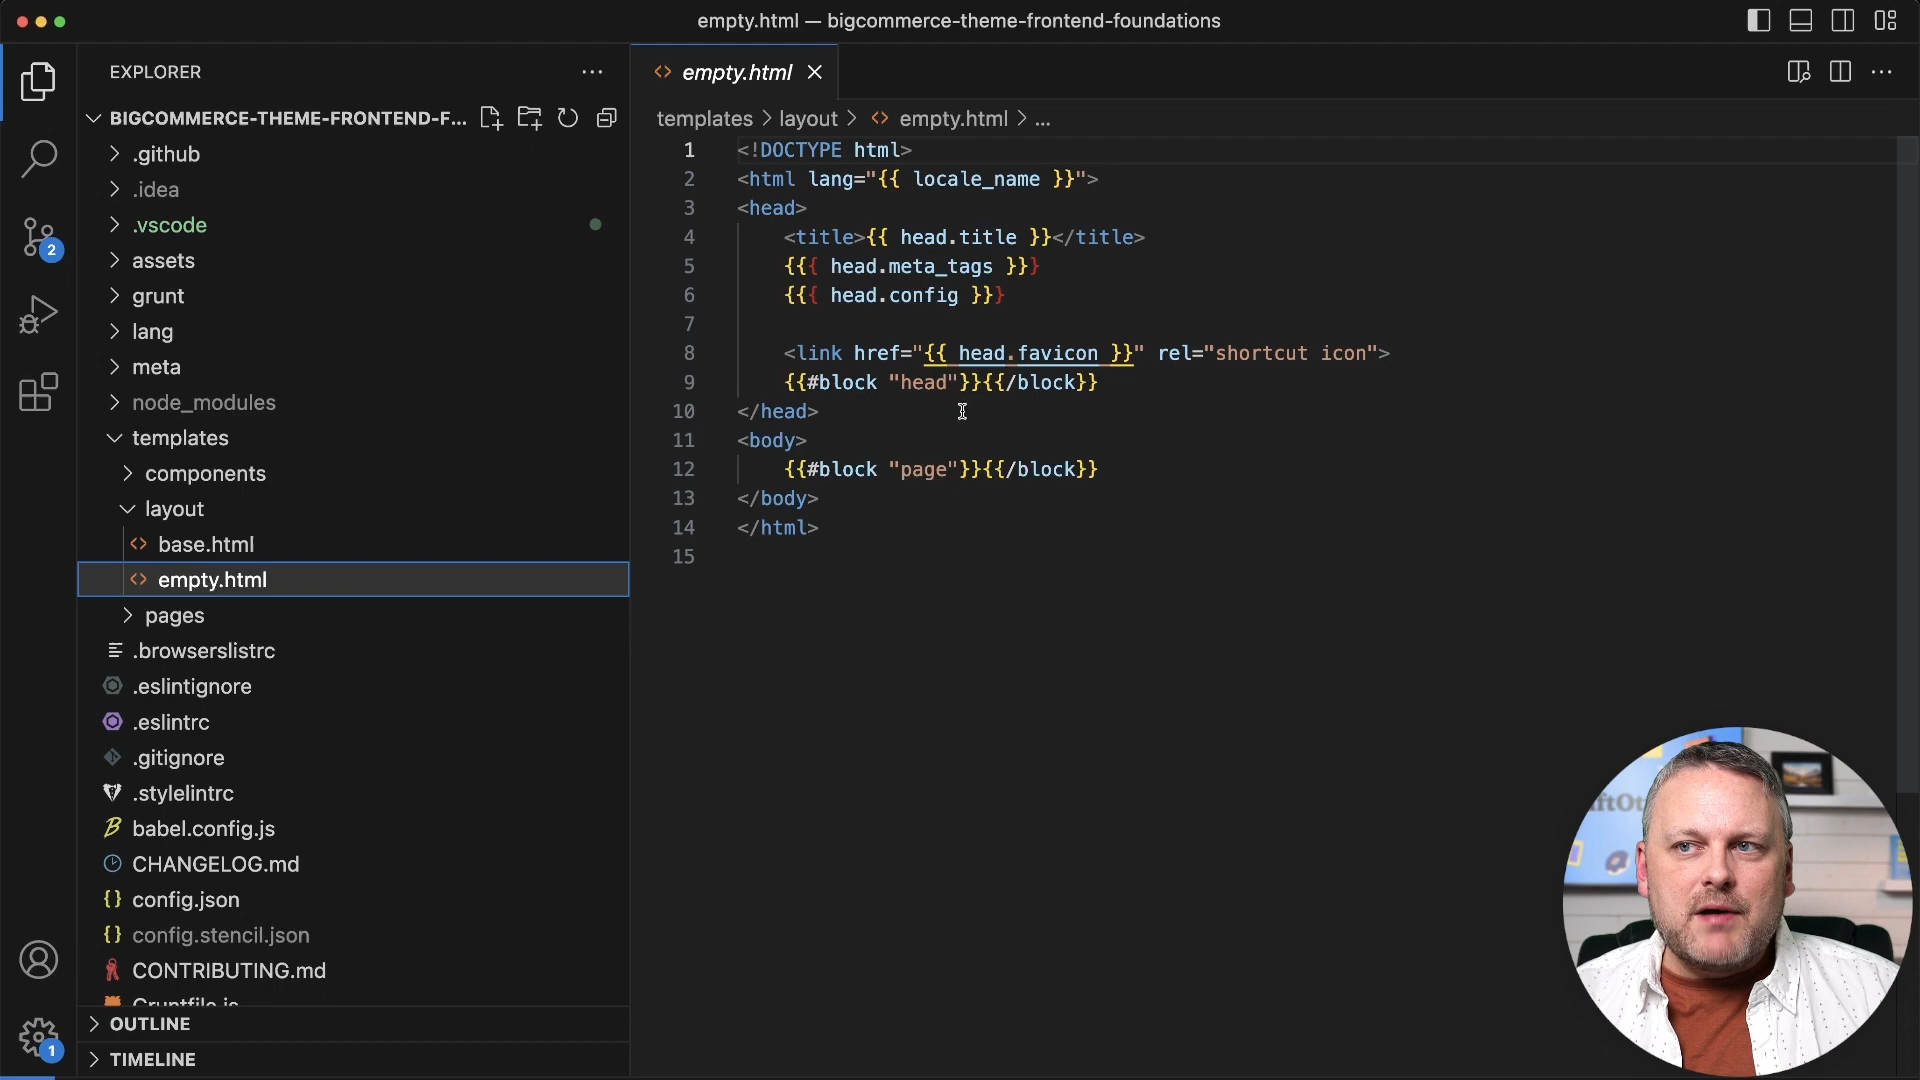 empty.html — bigcommerce-theme-frontend-foundations
EXPLORER
BIGCOMMERCE-THEME-FRONTEND-F...
.github
.idea
.vscode
assets
grunt
lang
meta
node_modules
templates
components
layout
base.html
empty.html
pages
.browserslistrc
.eslintignore
.eslintrc
.gitignore
.stylelintrc
babel.config.js
CHANGELOG.md
config.json
config.stencil.json
CONTRIBUTING.md
Gruntfile.js
OUTLINE
TIMELINE
2
1
empty.html
templates > layout > empty.html > ...
1 <!DOCTYPE html>
2 <html lang="{{ locale_name }}">
3 <head>
4 <title>{{ head.title }}</title>
5 {{{ head.meta_tags }}}
6 {{{ head.config }}}
7
8 <link href="{{ head.favicon }}" rel="shortcut icon">
9 {{#block "head"}}{{/block}}
10 </head>
11 <body>
12 {{#block "page"}}{{/block}}
13 </body>
14 </html>
15